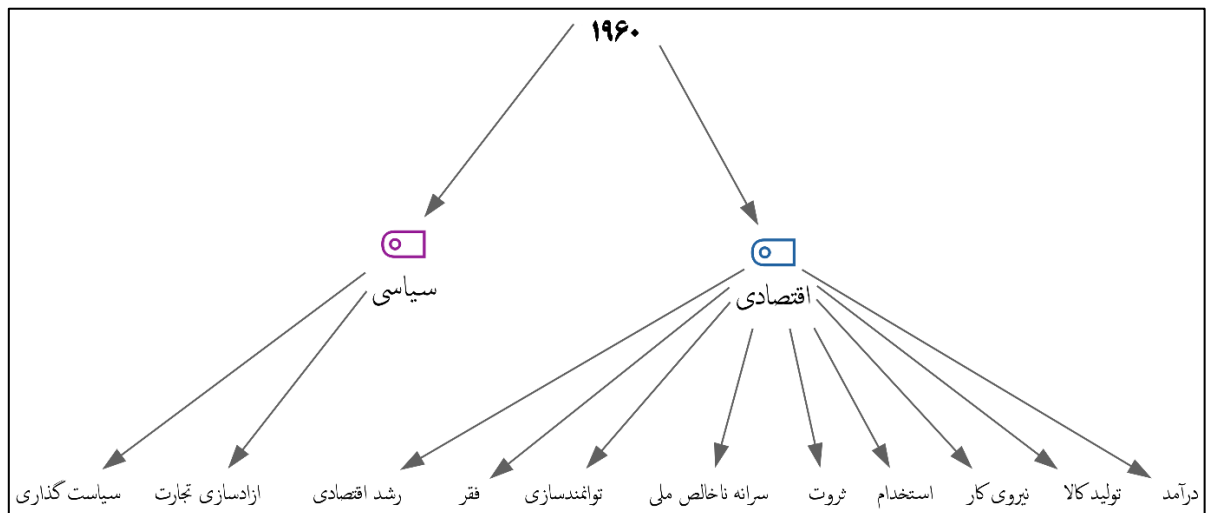 ۱۹۶۰
اقتصادی
سیاسی
درآمد
تولید کالا
نیروی کار
استخدام
ثروت
سرانه ناخالص ملی
توانمندسازی
فقر
رشد اقتصادی
ازادسازی تجارت
سیاست گذاری